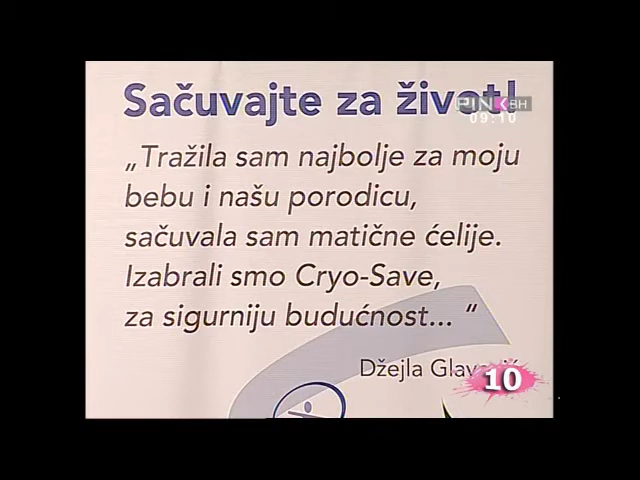 Sačuvajte za život!
PINK BH
09:10
„Tražila sam najbolje za moju
bebu i našu porodicu,
sačuvala sam matične ćelije.
Izabrali smo Cryo-Save,
za sigurniju budućnost... “
Džejla
10